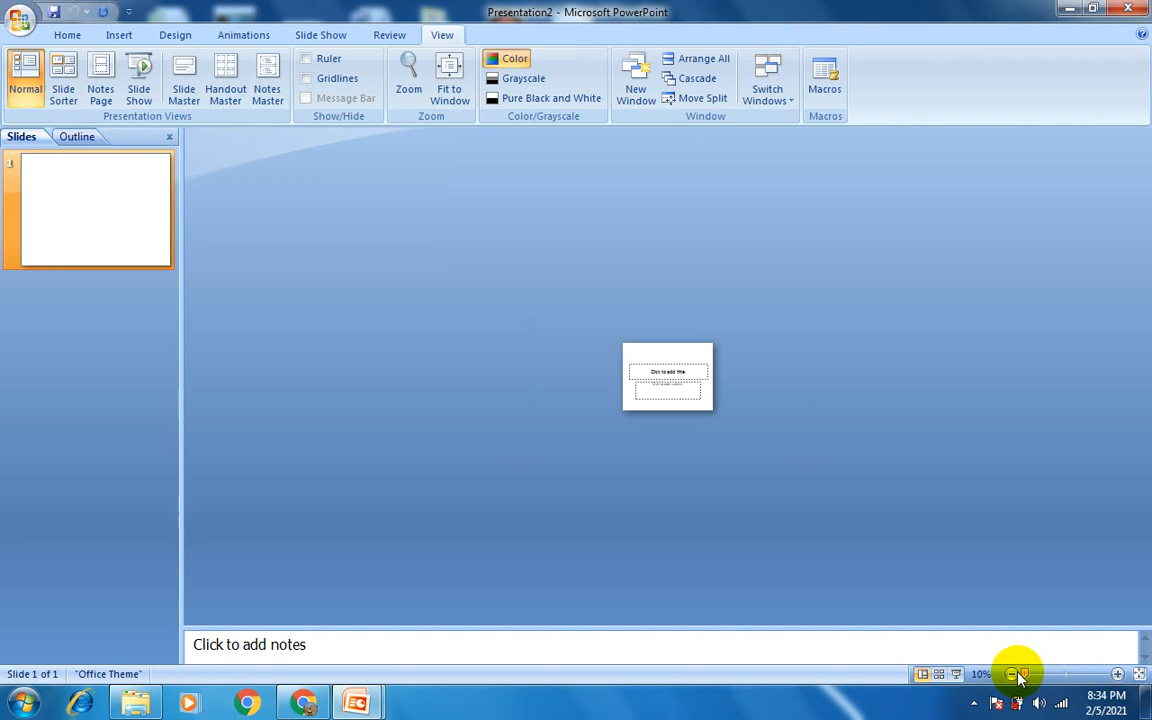 Presentation2 - Microsoft PowerPoint
Home Insert Design Animations Slide Show Review View
Normal Slide Sorter Notes Page Slide Show Slide Master Handout Master Notes Master
Presentation Views
Ruler
Gridlines
Message Bar
Show/Hide
Zoom Fit to Window
Zoom
Color
Grayscale
Pure Black and White
Color/Grayscale
New Window
Arrange All
Cascade
Move Split
Switch Windows
Window
Macros
Macros
Slides Outline
1
Click to add title
Click to add notes
Slide 1 of 1 "Office Theme" 10%
8:34 PM
2/5/2021